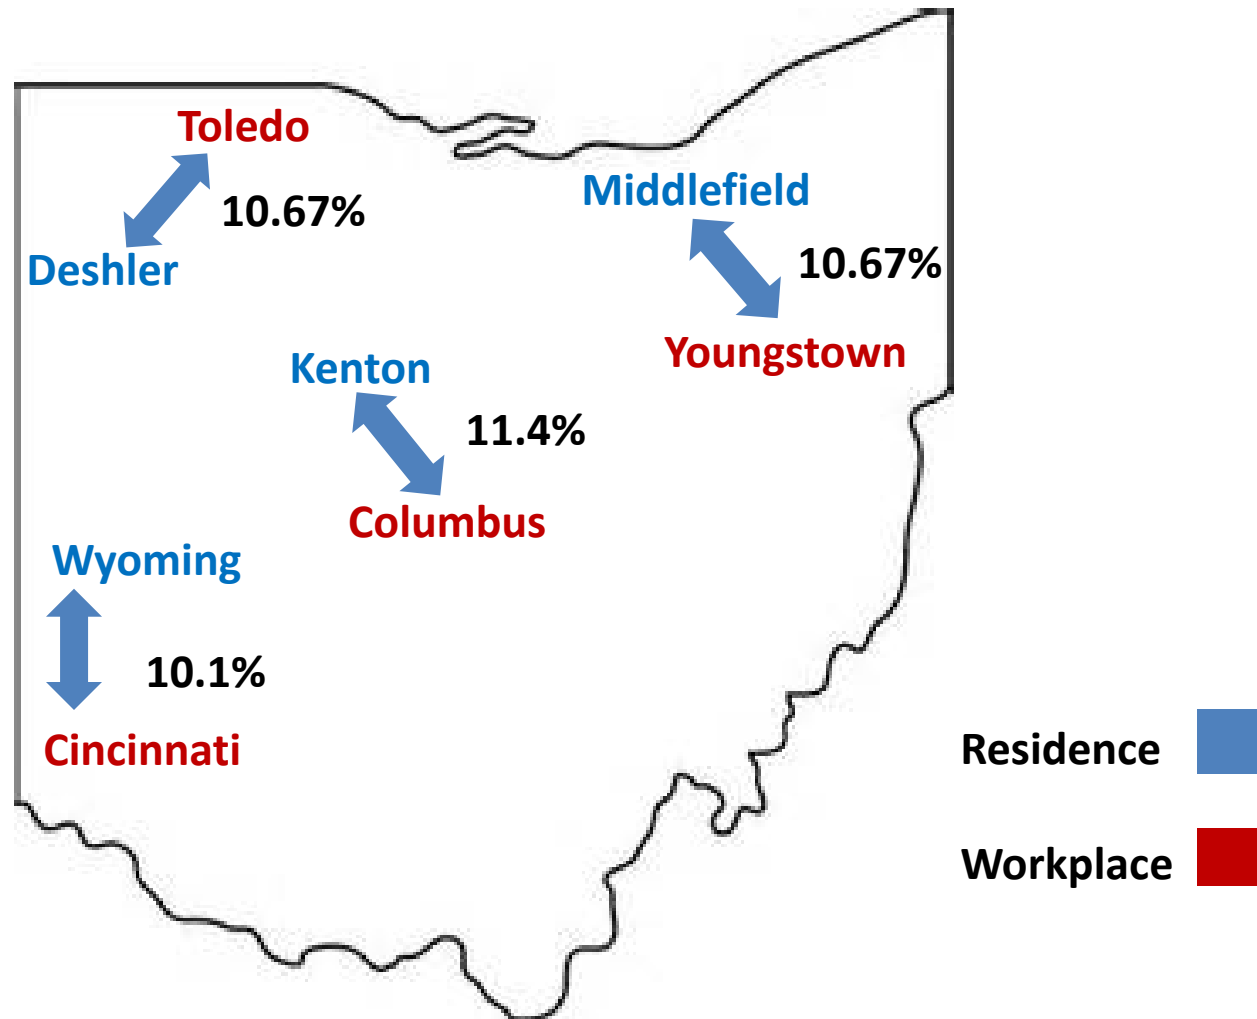 Toledo
10.67%
Deshler
Middlefield
10.67%
Youngstown
Kenton
11.4%
Columbus
Wyoming
10.1%
Cincinnati
Residence
Workplace